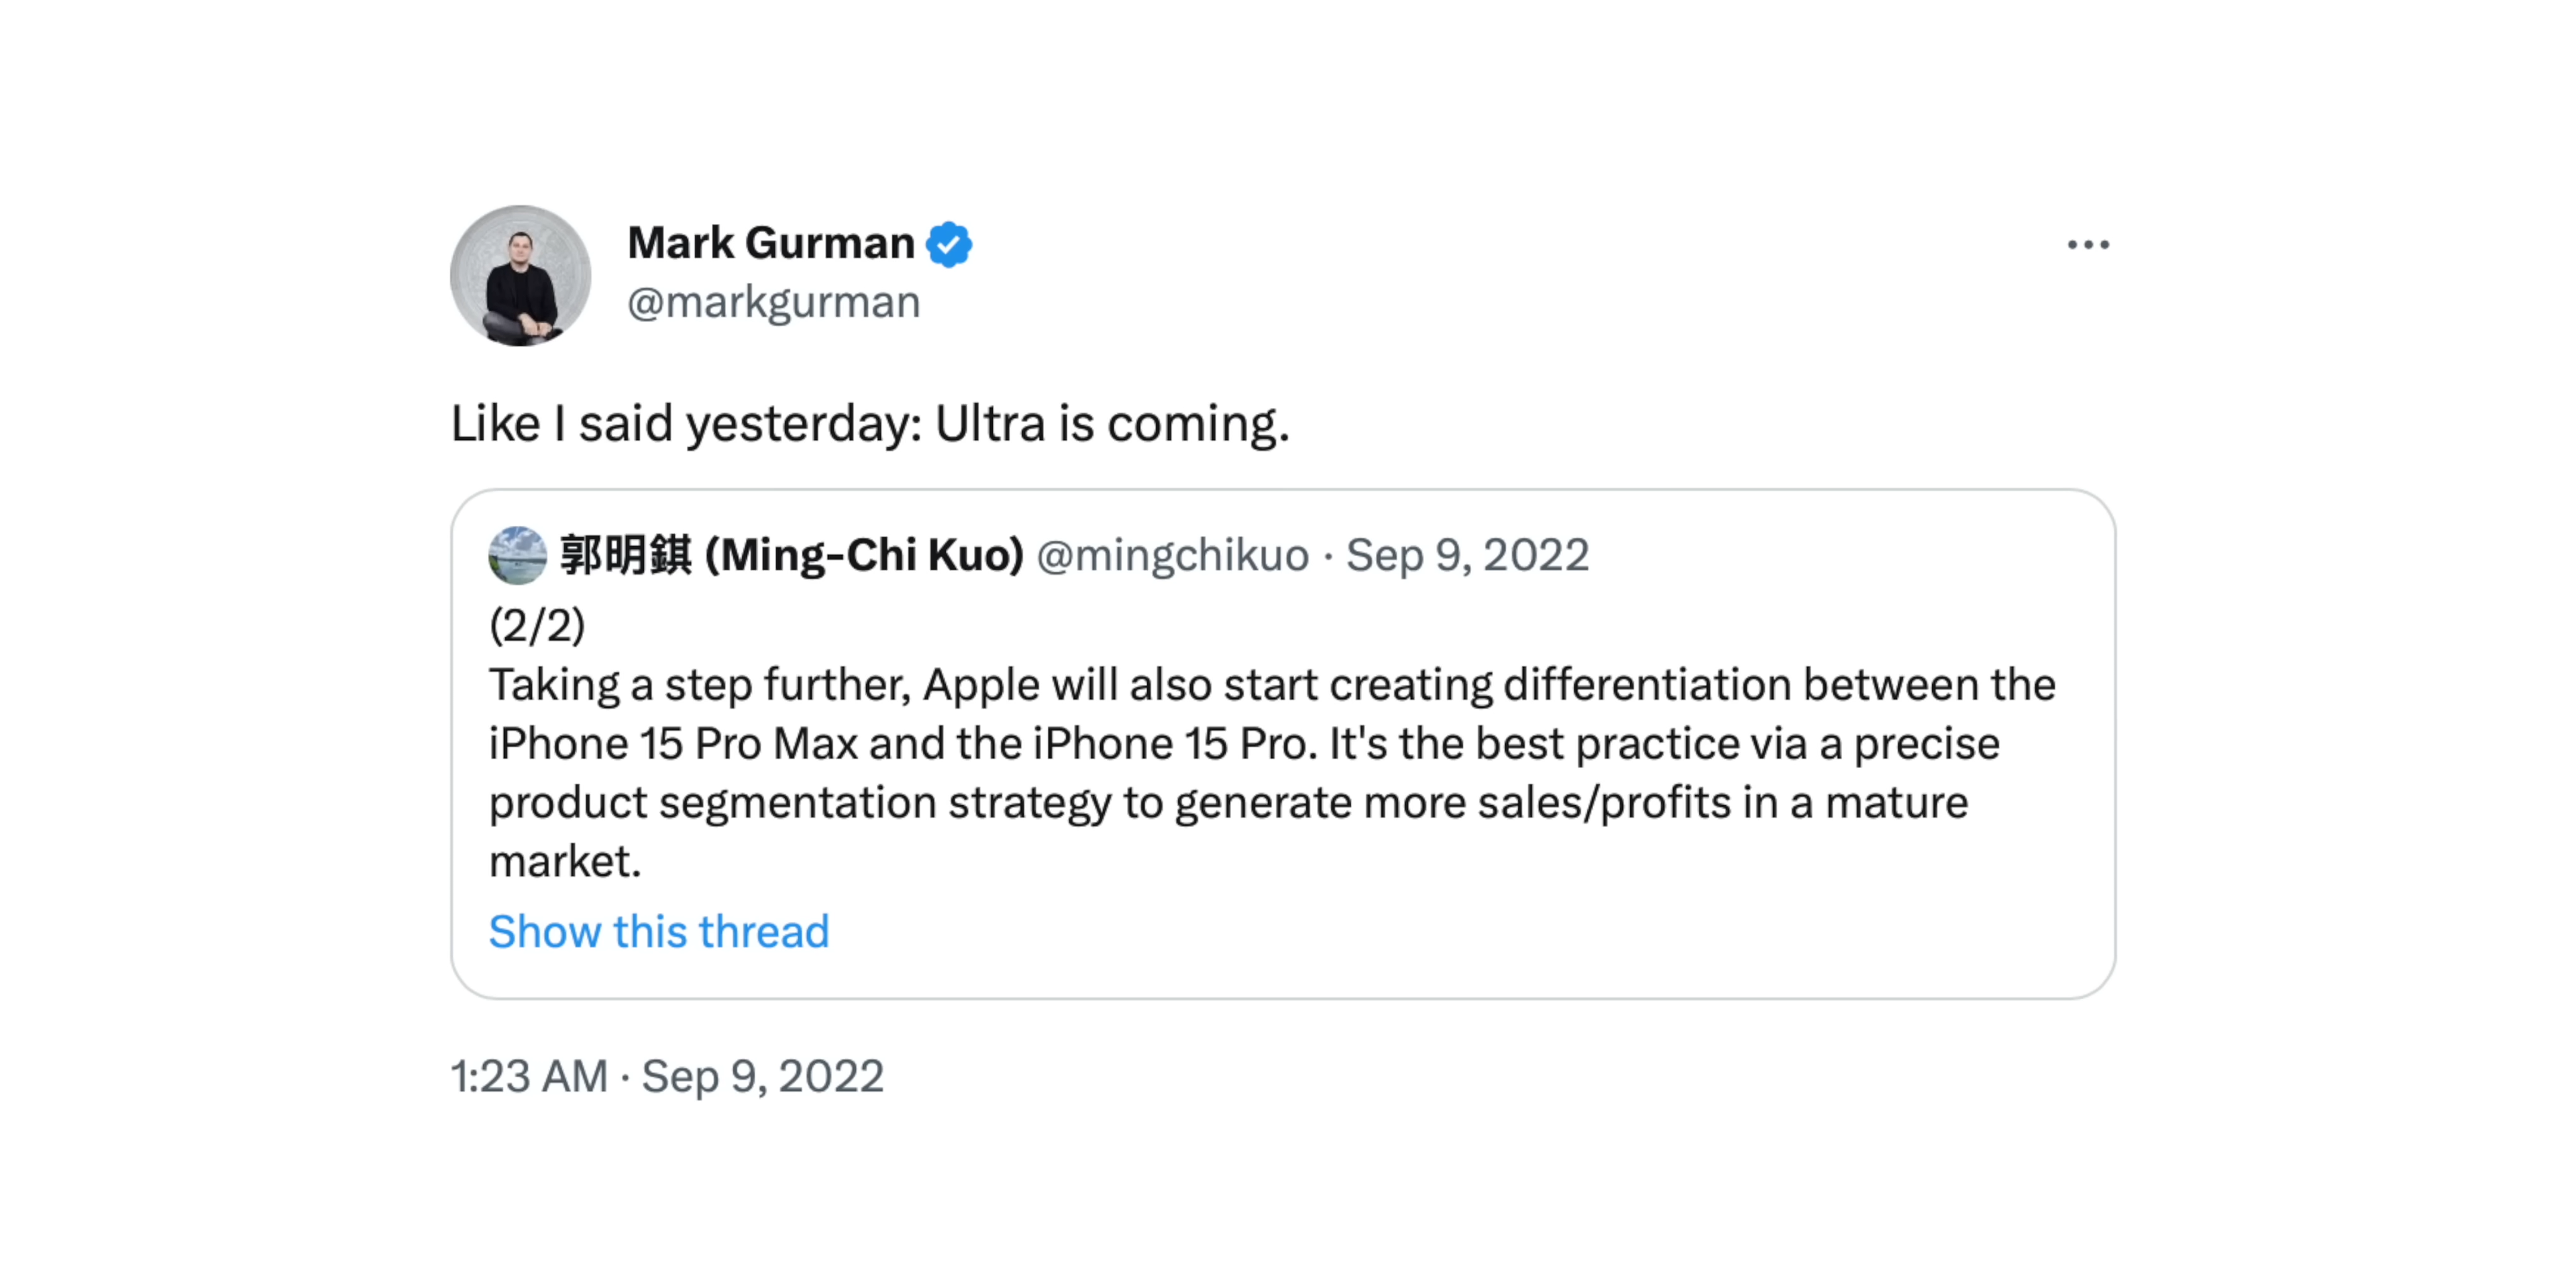 Mark Gurman
@markgurman
Like I said yesterday: Ultra is coming.
郭明錤 (Ming-Chi Kuo) @mingchikuo · Sep 9, 2022
(2/2)
Taking a step further, Apple will also start creating differentiation between the
iPhone 15 Pro Max and the iPhone 15 Pro. It's the best practice via a precise
product segmentation strategy to generate more sales/profits in a mature
market.
Show this thread
1:23 AM · Sep 9, 2022